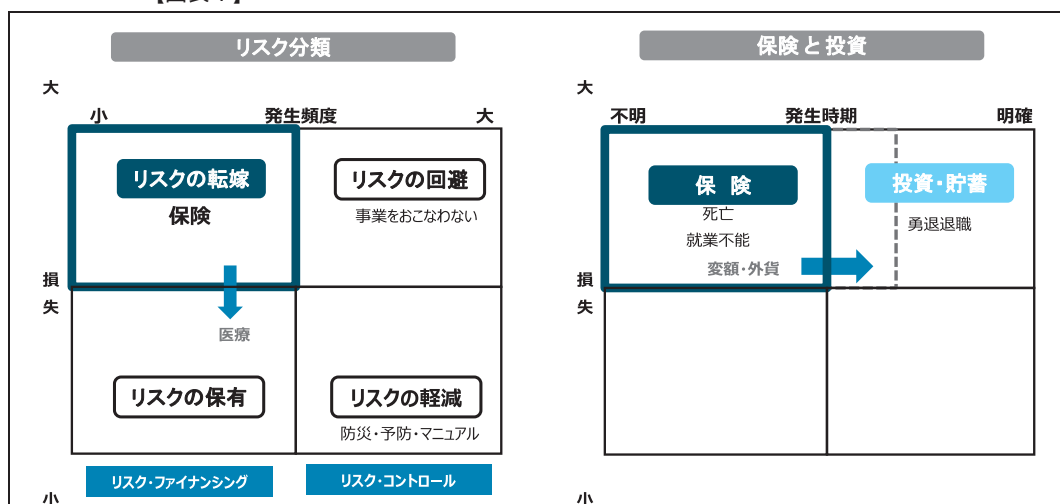 リスク分類
大
小 発生頻度 大
リスクの転嫁
保険
リスクの回避
事業をおこなわない
損
失
医療
リスクの保有
リスクの軽減
防災・予防・マニュアル
リスク・ファイナンシング
リスク・コントロール
小
保険と投資
大
不明 発生時期 明確
保 険
死亡
就業不能
変額・外貨
投資・貯蓄
勇退退職
損
失
小